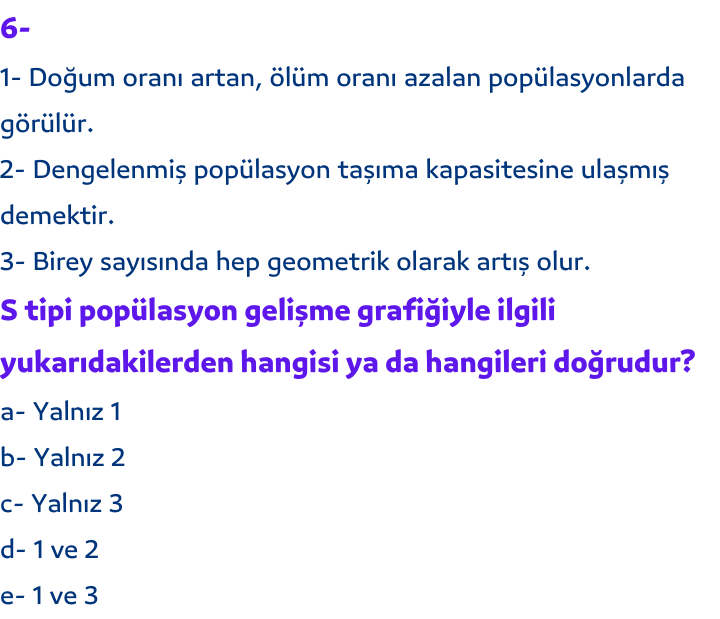 6-
1- Doğum oranı artan, ölüm oranı azalan popülasyonlarda
görülür.
2- Dengelenmiş popülasyon taşıma kapasitesine ulaşmış
demektir.
3- Birey sayısında hep geometrik olarak artış olur.
S tipi popülasyon gelişme grafiğiyle ilgili
yukarıdakilerden hangisi ya da hangileri doğrudur?
a- Yalnız 1
b- Yalnız 2
c- Yalnız 3
d- 1 ve 2
e- 1 ve 3